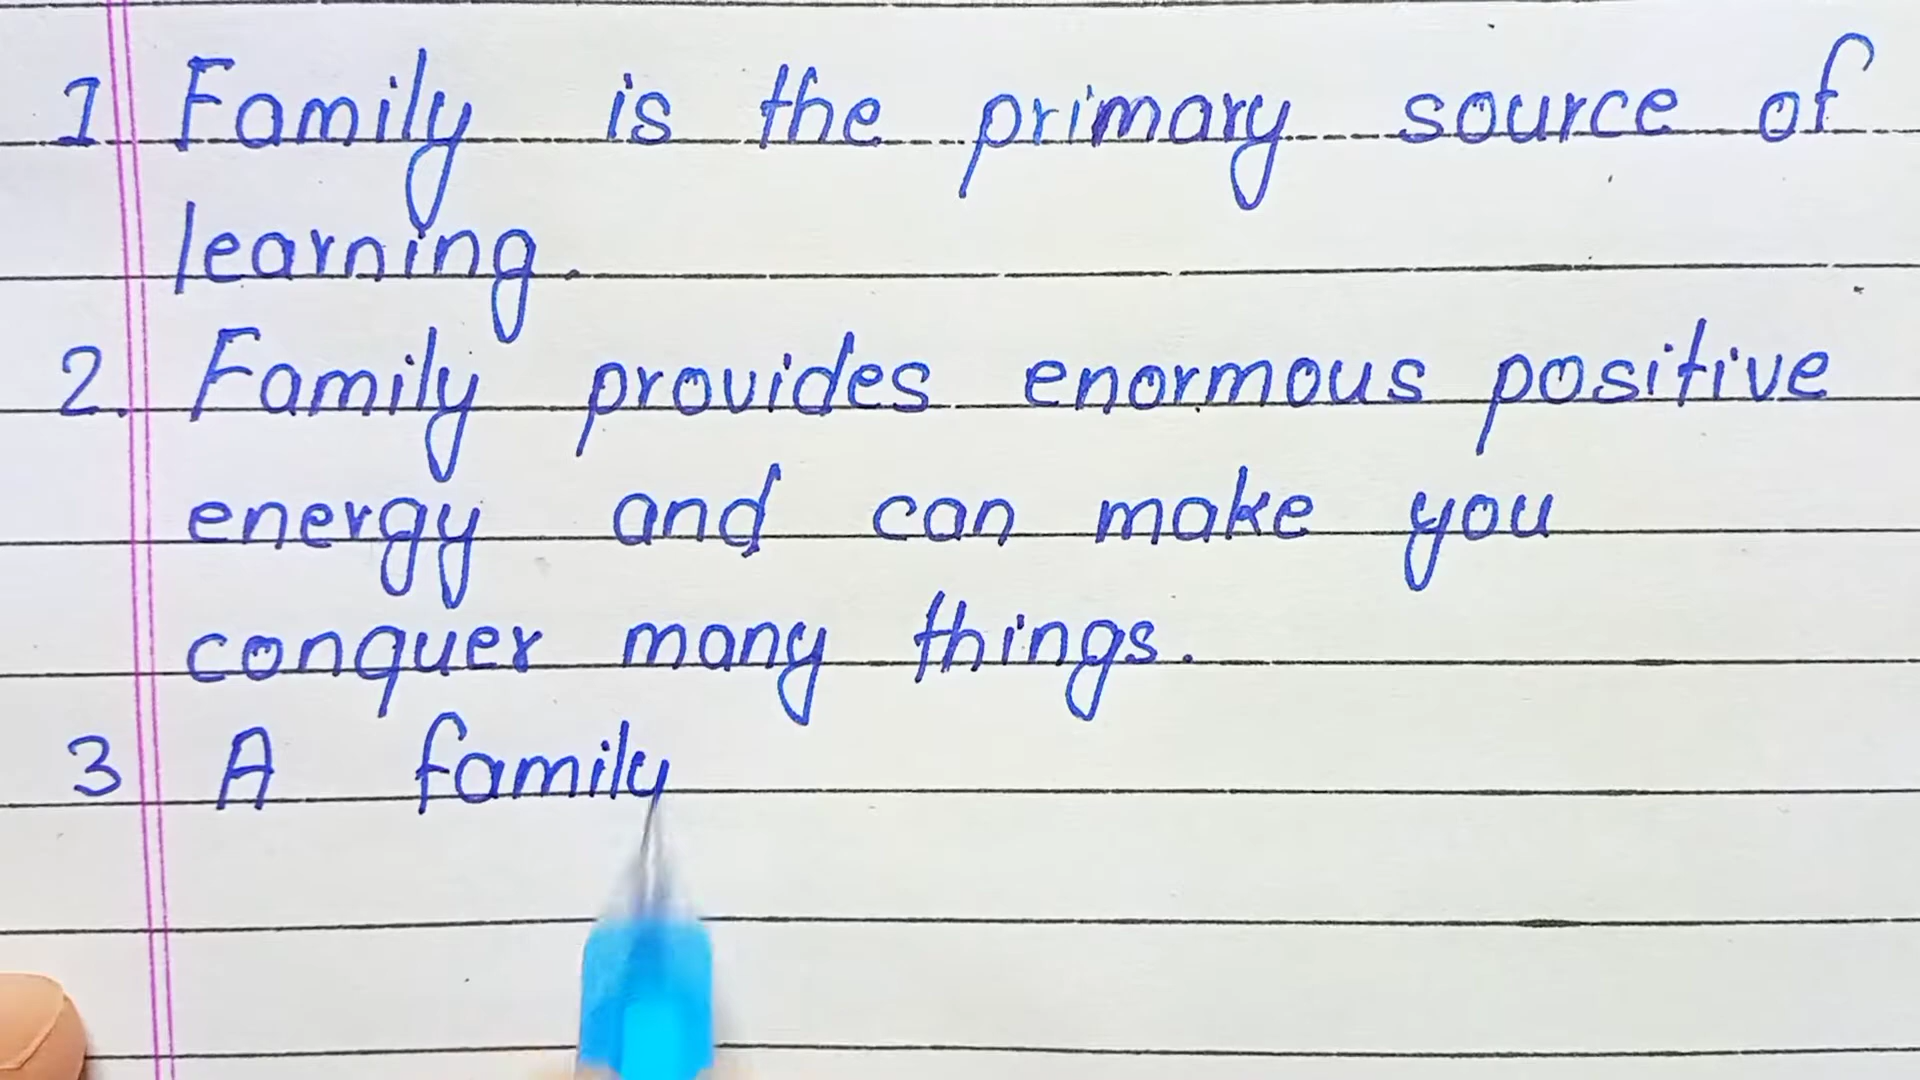 1 Family is the primary source of
learning.
2. Family provides enormous positive
energy and can make you
conquer many things.
3 A family